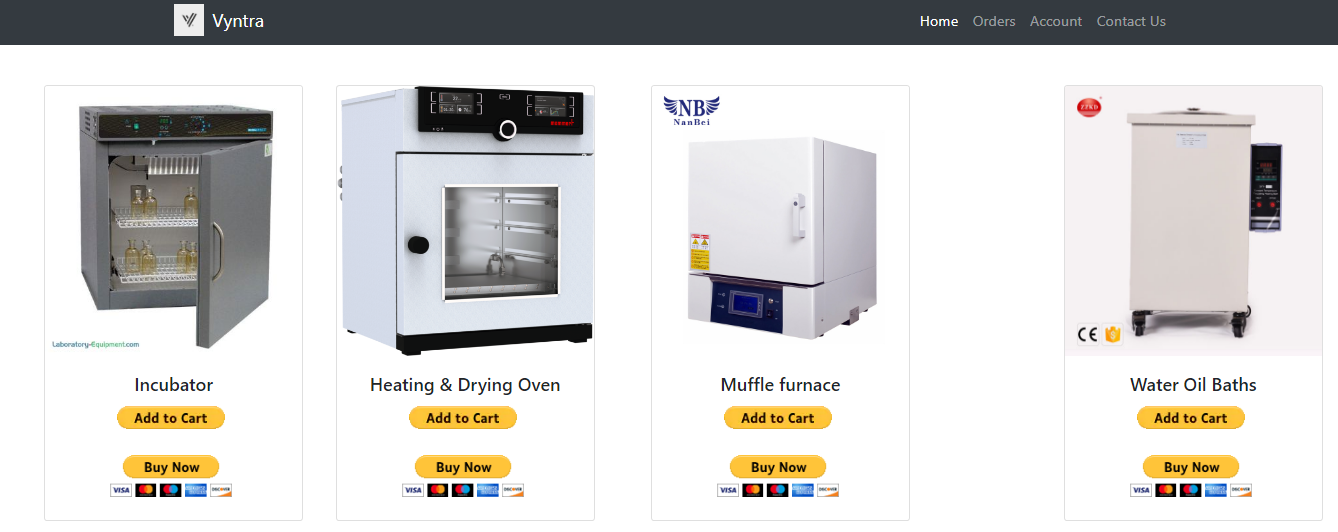 Vyntra
Home Orders Account Contact Us
Laboratory-Equipment.com
NB
NanBei
ZZKD
CE
Incubator
Heating & Drying Oven
Muffle furnace
Water Oil Baths
Add to Cart
Add to Cart
Add to Cart
Add to Cart
Buy Now
Buy Now
Buy Now
Buy Now
VISA DISCOVER
VISA DISCOVER
VISA DISCOVER
VISA DISCOVER